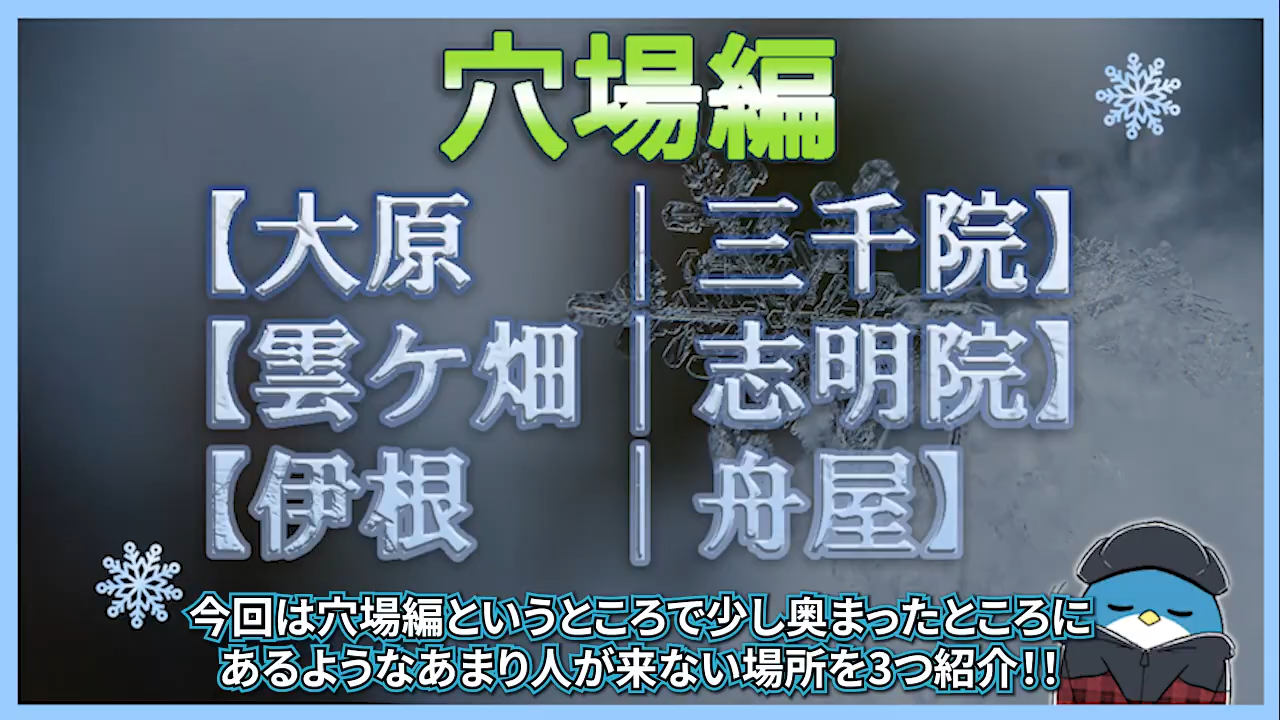 穴場編
【大原｜三千院】
【雲ケ畑｜志明院】
【伊根｜舟屋】
今回は穴場編というところで少し奥まったところに
あるようなあまり人が来ない場所を3つ紹介!!